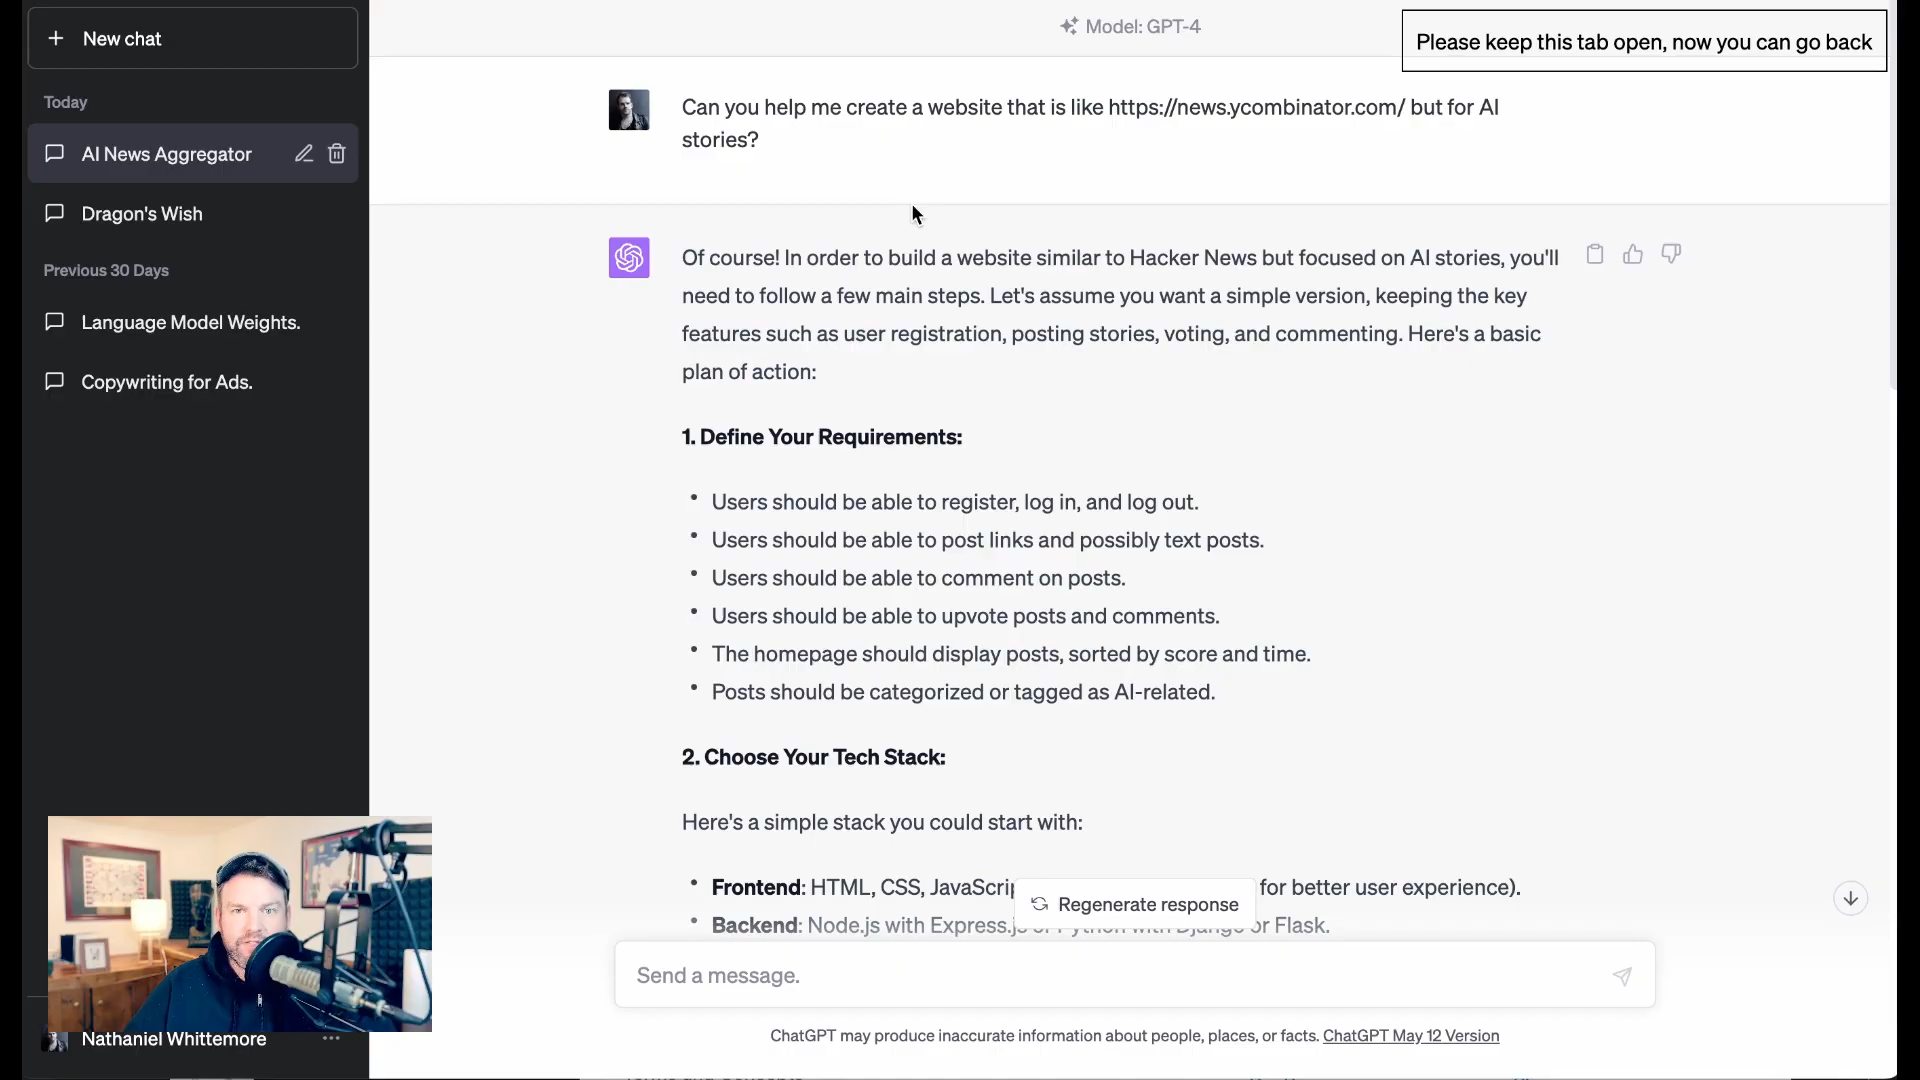 New chat
Today
AI News Aggregator
Dragon's Wish
Previous 30 Days
Language Model Weights.
Copywriting for Ads.
Nathaniel Whittemore
Model: GPT-4
Please keep this tab open, now you can go back
Can you help me create a website that is like https://news.ycombinator.com/ but for AI
stories?
Of course! In order to build a website similar to Hacker News but focused on AI stories, you'll
need to follow a few main steps. Let's assume you want a simple version, keeping the key
features such as user registration, posting stories, voting, and commenting. Here's a basic
plan of action:
1. Define Your Requirements:
• Users should be able to register, log in, and log out.
• Users should be able to post links and possibly text posts.
• Users should be able to comment on posts.
• Users should be able to upvote posts and comments.
• The homepage should display posts, sorted by score and time.
• Posts should be categorized or tagged as AI-related.
2. Choose Your Tech Stack:
Here's a simple stack you could start with:
• Frontend: HTML, CSS, JavaScrip for better user experience).
Regenerate response
• Backend: Node.js with Express.js or Python with Django or Flask.
Send a message.
ChatGPT may produce inaccurate information about people, places, or facts. ChatGPT May 12 Version